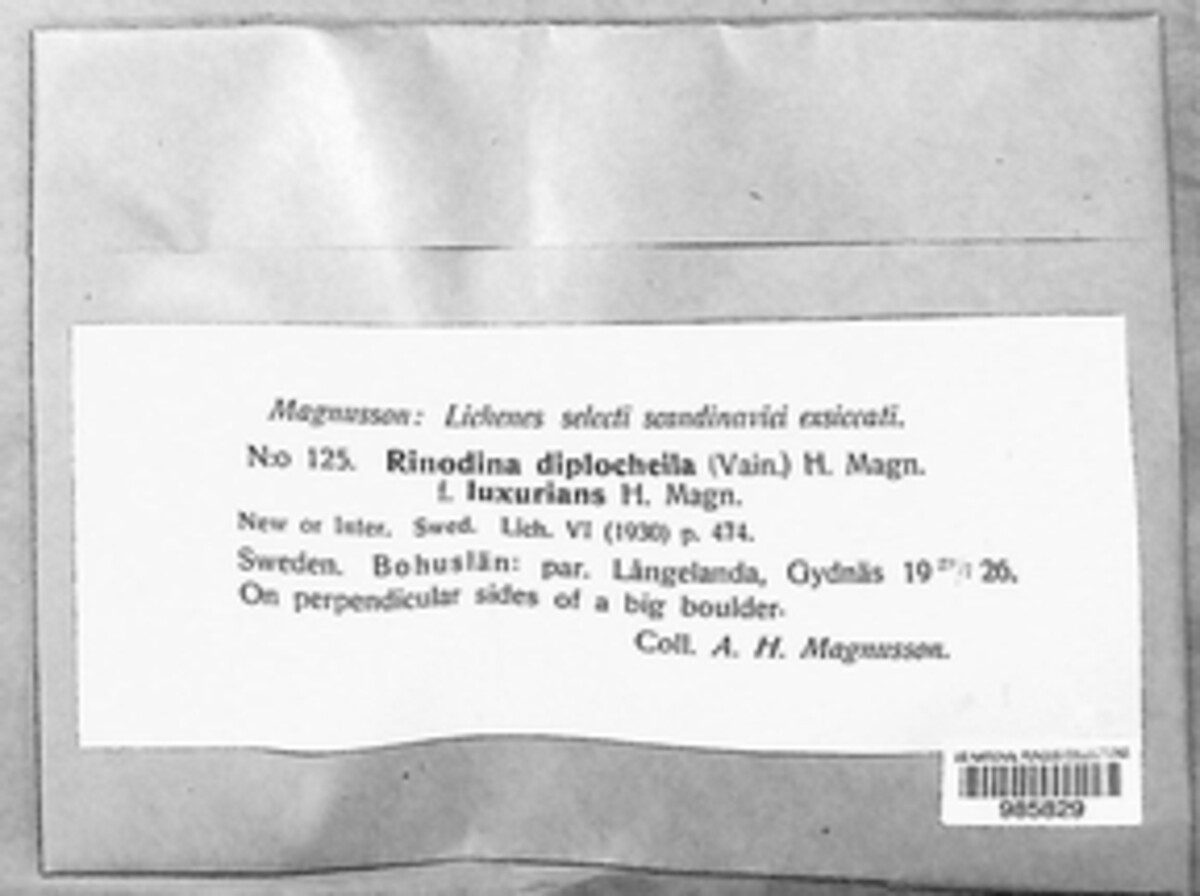 Magnusson: Lichenes selecti scandinavici exsiccati.
N:o 125. Rinodina diplocheila (Vain.) H. Magn.
f. luxurians H. Magn.
New or Inter. Swed. Lich. VI (1930) p. 474.
Sweden. Bohuslän: par. Långelanda, Gydnäs 19 26.
On perpendicular sides of a big boulder.
Coll. A. H. Magnusson.
985829